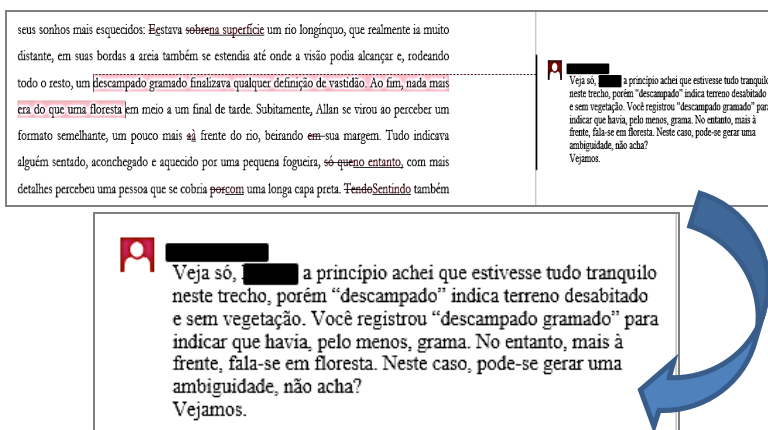 seus sonhos mais esquecidos: Eestava sobrena superfície um rio longínquo, que realmente ia muito
distante, em suas bordas a areia também se estendia até onde a visão podia alcançar e, rodeando
todo o resto, um descampado gramado finalizava qualquer definição de vastidão. Ao fim, nada mais
era do que uma floresta em meio a um final de tarde. Subitamente, Allan se virou ao perceber um
formato semelhante, um pouco mais aà frente do rio, beirando em sua margem. Tudo indicava
alguém sentado, aconchegado e aquecido por uma pequena fogueira, só queno entanto, com mais
detalhes percebeu uma pessoa que se cobria porcom uma longa capa preta. TendoSentindo também
Veja só, a princípio achei que estivesse tudo tranquilo
neste trecho, porém “descampado” indica terreno desabitado
e sem vegetação. Você registrou “descampado gramado” para
indicar que havia, pelo menos, grama. No entanto, mais à
frente, fala-se em floresta. Neste caso, pode-se gerar uma
ambiguidade, não acha?
Vejamos.
Veja só, a princípio achei que estivesse tudo tranquilo
neste trecho, porém “descampado” indica terreno desabitado
e sem vegetação. Você registrou “descampado gramado” para
indicar que havia, pelo menos, grama. No entanto, mais à
frente, fala-se em floresta. Neste caso, pode-se gerar uma
ambiguidade, não acha?
Vejamos.